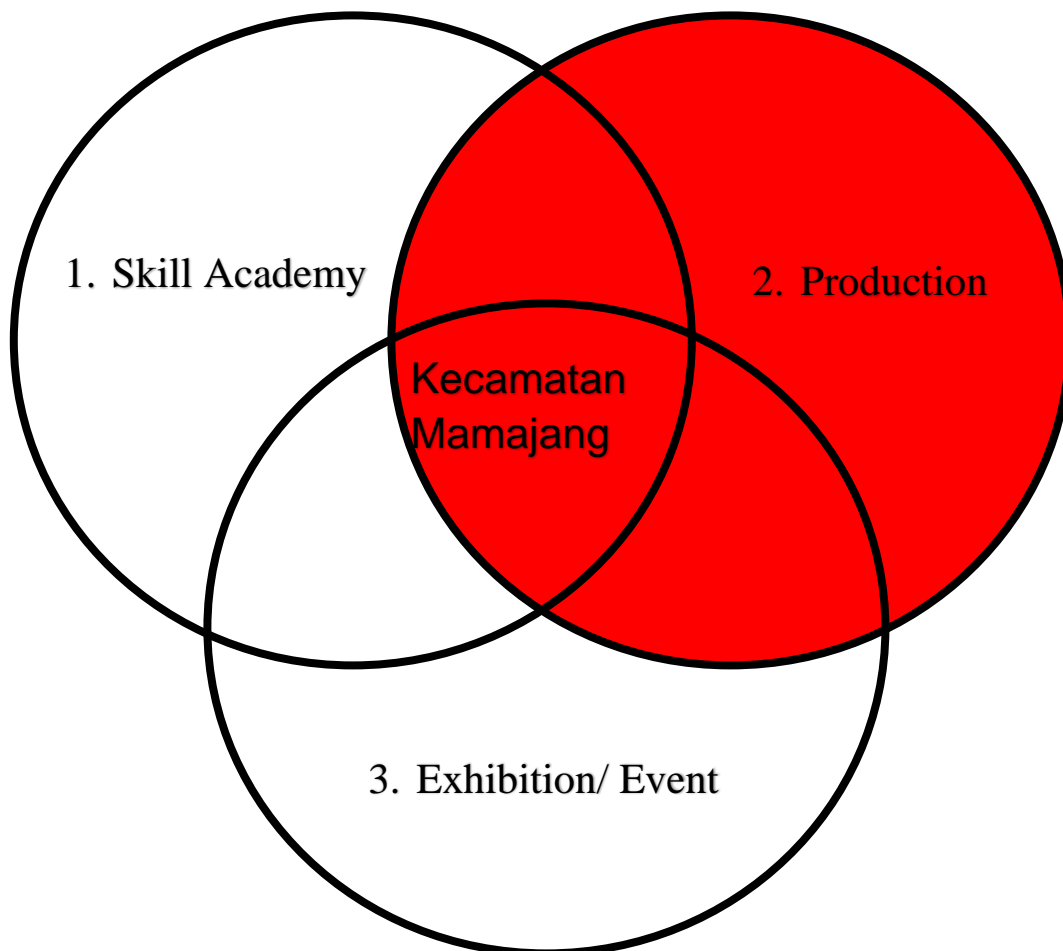 1. Skill Academy
2. Production
Kecamatan
Mamajang
3. Exhibition/ Event